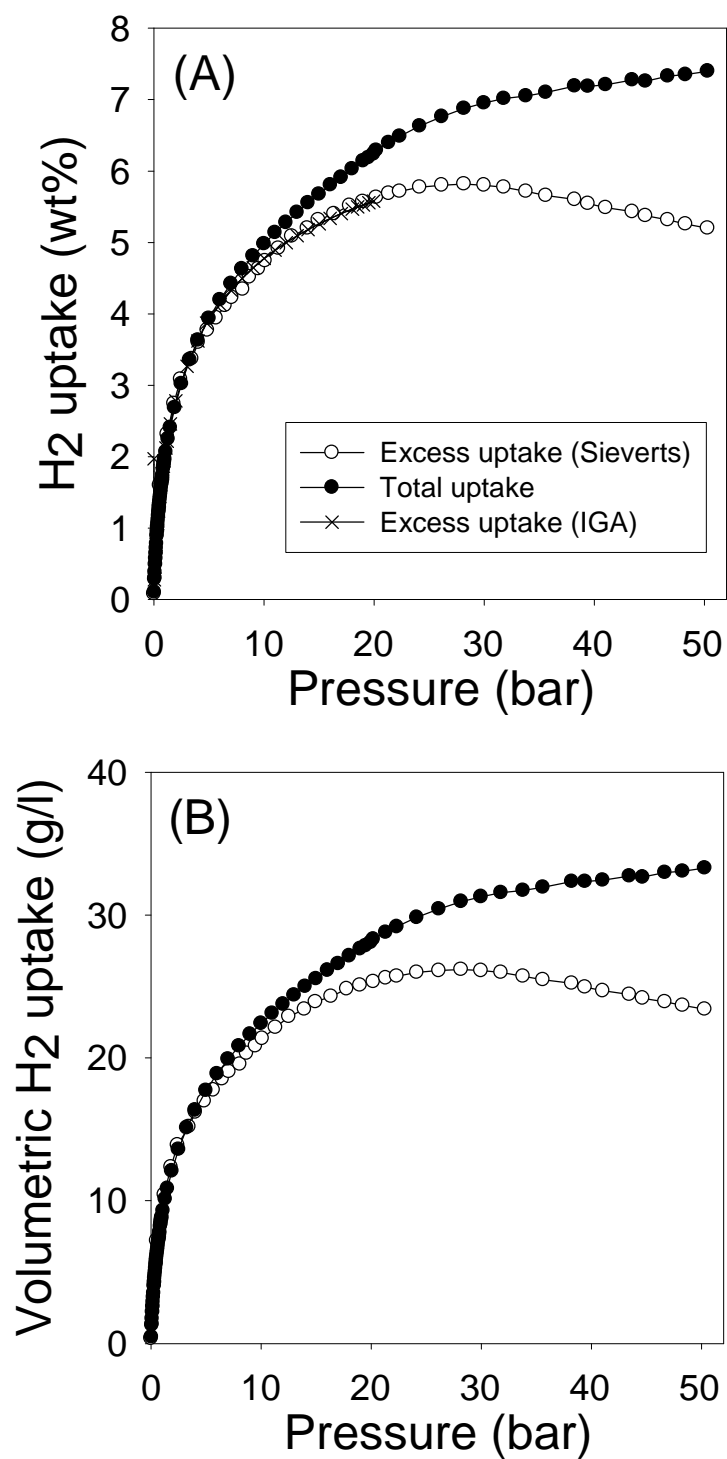 (A)
8
7
6
5
4
3
2
1
0
H2 uptake (wt%)
Excess uptake (Sieverts)
Total uptake
Excess uptake (IGA)
0 10 20 30 40 50
Pressure (bar)
(B)
40
30
20
10
0
Volumetric H2 uptake (g/l)
0 10 20 30 40 50
Pressure (bar)